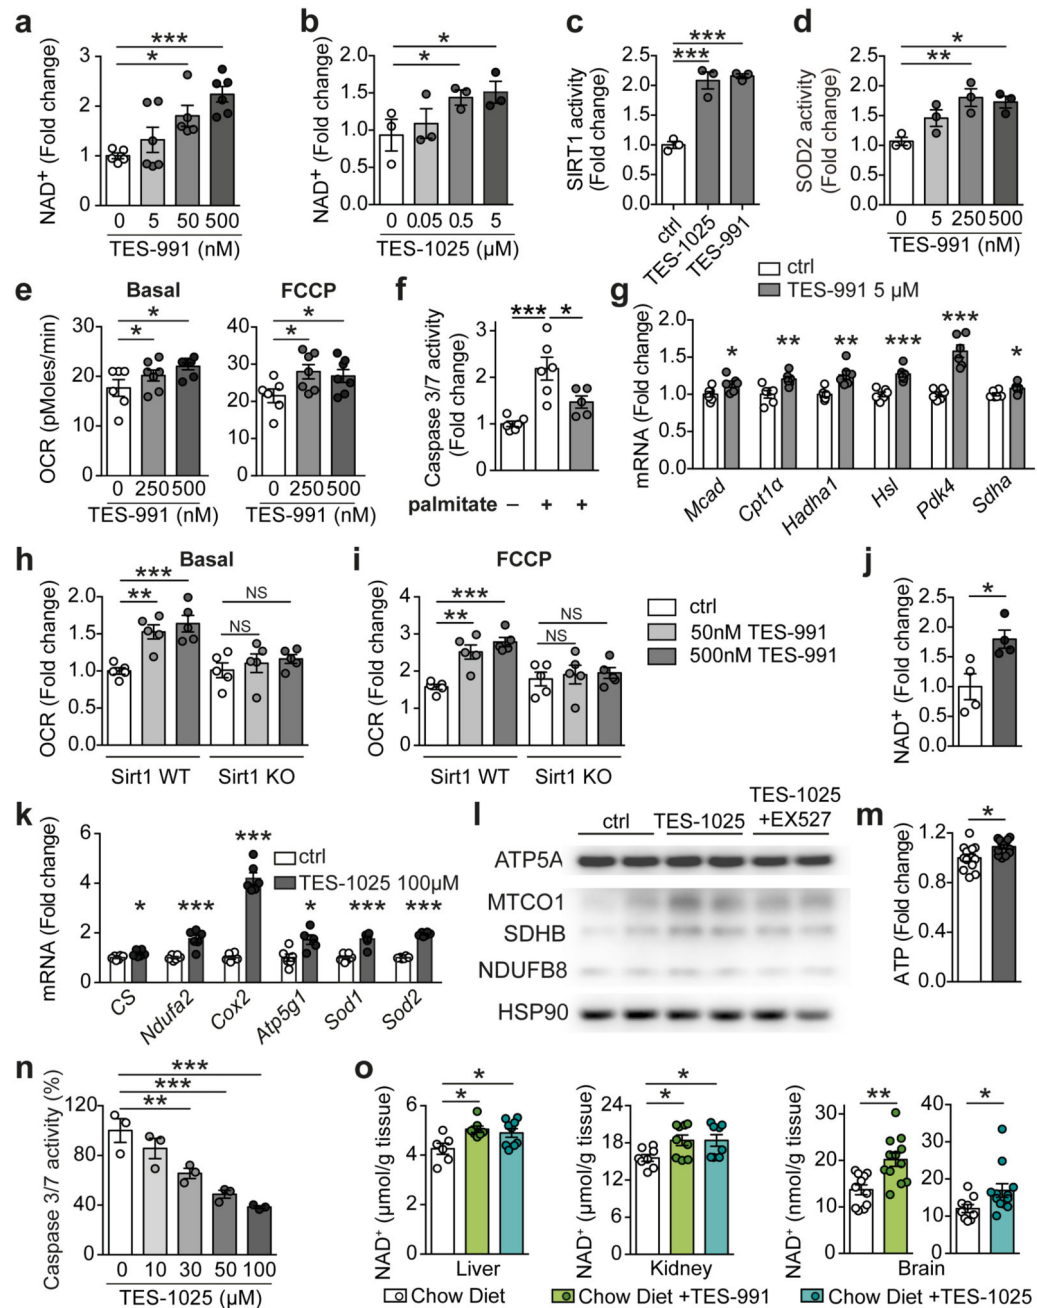 a
NAD⁺ (Fold change)
***
*
3
2
1
0
0 5 50 500
TES-991 (nM)
b
NAD⁺ (Fold change)
*
*
2.0
1.5
1.0
0.5
0.0
0 0.05 0.5 5
TES-1025 (µM)
c
SIRT1 activity
(Fold change)
***
***
2.5
2.0
1.5
1.0
0.5
0.0
ctrl
TES-1025
TES-991
d
SOD2 activity
(Fold change)
*
**
2.5
2.0
1.5
1.0
0.5
0.0
0 5 250 500
TES-991 (nM)
e
Basal
FCCP
OCR (pMoles/min)
*
*
30
20
10
0
0 250 500
TES-991 (nM)
*
*
40
30
20
10
0
0 250 500
TES-991 (nM)
f
Caspase 3/7 activity
(Fold change)
*** *
3
2
1
0
palmitate – + +
g
ctrl
TES-991 5 µM
mRNA (Fold change)
2.0
1.5
1.0
0.5
0.0
* ** ** *** *** *
Mcad
Cpt1α
Hadha1
Hsl
Pdk4
Sdha
h
Basal
OCR (Fold change)
***
**
NS
NS
2.0
1.5
1.0
0.5
0.0
Sirt1 WT Sirt1 KO
i
FCCP
OCR (Fold change)
***
**
NS
NS
4
3
2
1
0
Sirt1 WT Sirt1 KO
ctrl
50nM TES-991
500nM TES-991
j
NAD⁺ (Fold change)
*
2.5
2.0
1.5
1.0
0.5
0.0
k
mRNA (Fold change)
6
4
2
0
ctrl
TES-1025 100µM
* *** *** * *** ***
CS
Ndufa2
Cox2
Atp5g1
Sod1
Sod2
l
ctrl TES-1025
TES-1025
+EX527
ATP5A
MTCO1
SDHB
NDUFB8
HSP90
m
ATP (Fold change)
*
1.2
0.8
0.4
0.0
n
Caspase 3/7 activity (%)
***
***
**
120
80
40
0
0 10 30 50 100
TES-1025 (µM)
o
NAD⁺ (µmol/g tissue)
*
*
6
4
2
0
Liver
NAD⁺ (µmol/g tissue)
*
*
24
18
12
6
0
Kidney
NAD⁺ (nmol/g tissue)
**
30
20
10
0
*
40
30
20
10
0
Brain
Chow Diet
Chow Diet +TES-991
Chow Diet +TES-1025